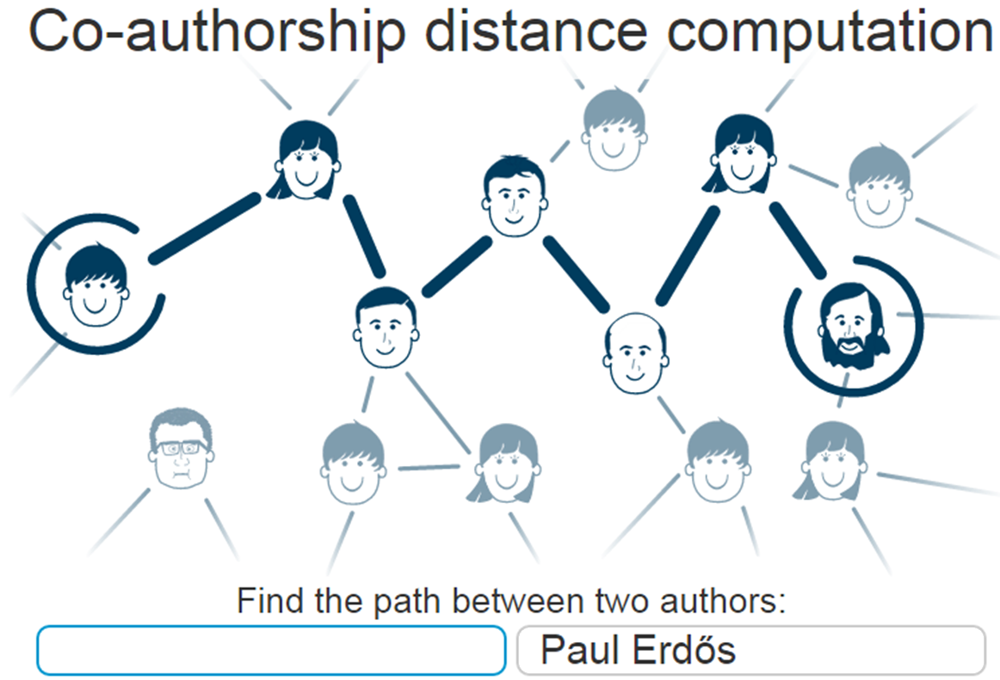 Co-authorship distance computation
Find the path between two authors:
Paul Erdős